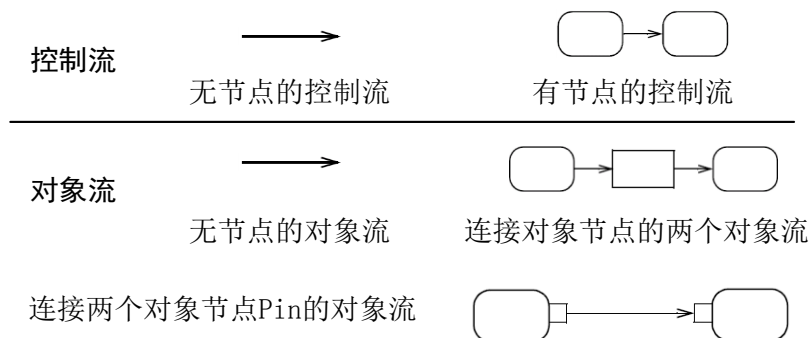 控制流
无节点的控制流
有节点的控制流
对象流
无节点的对象流
连接对象节点的两个对象流
连接两个对象节点Pin的对象流